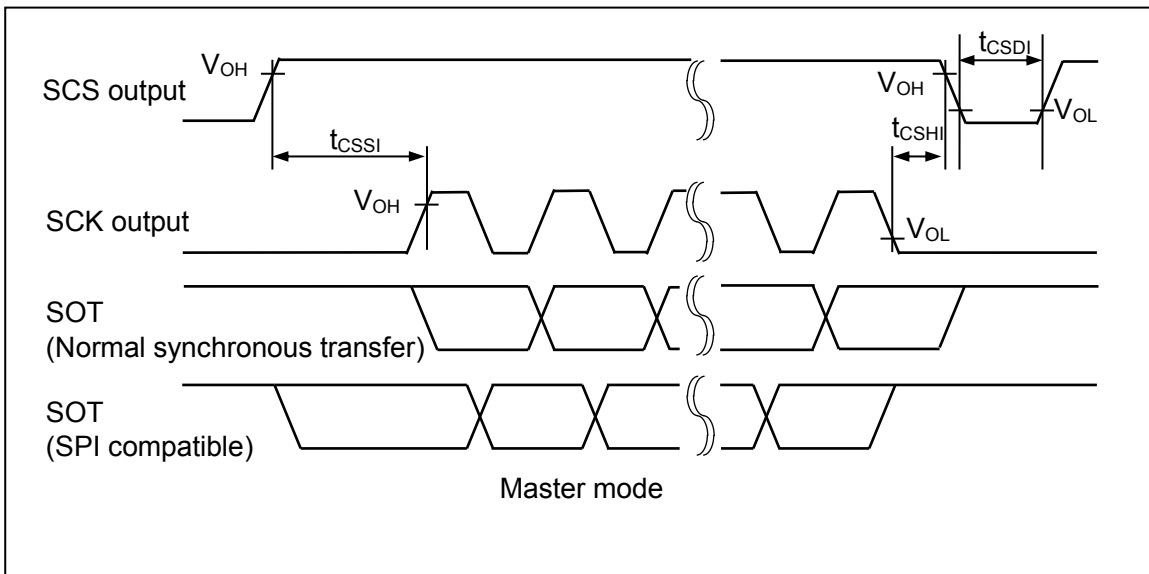 tCSDI
VOH
SCS output
VOH
VOL
tCSHI
tCSSI
VOH
SCK output
VOL
SOT
(Normal synchronous transfer)
SOT
(SPI compatible)
Master mode